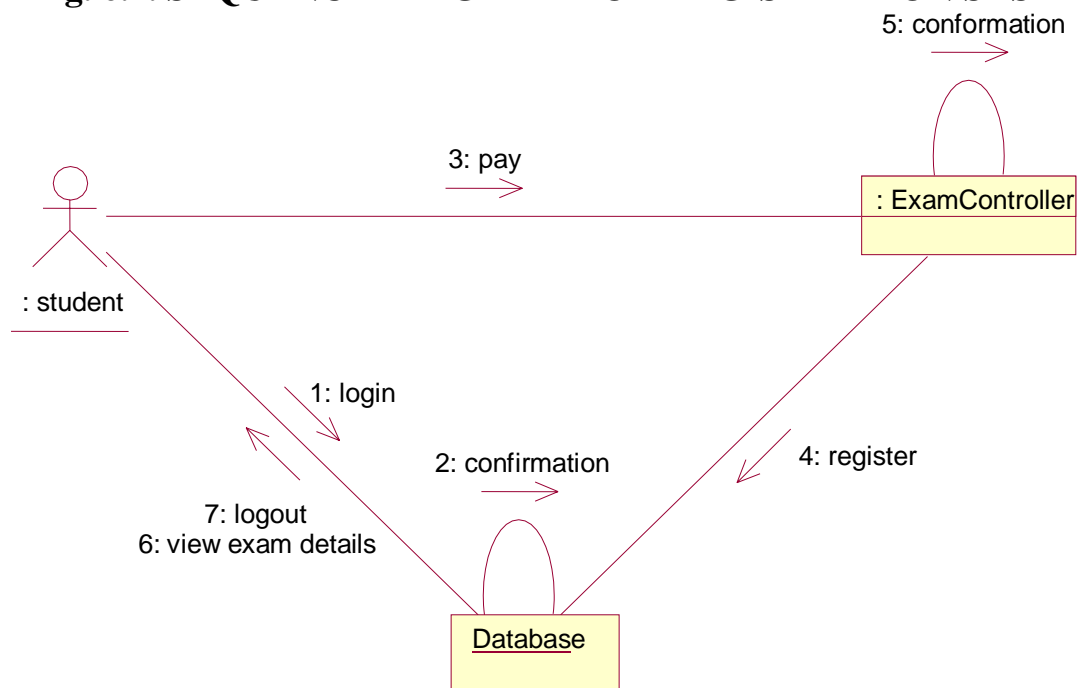 5: conformation
3: pay
: ExamController
: student
1: login
2: confirmation
4: register
7: logout
6: view exam details
Database